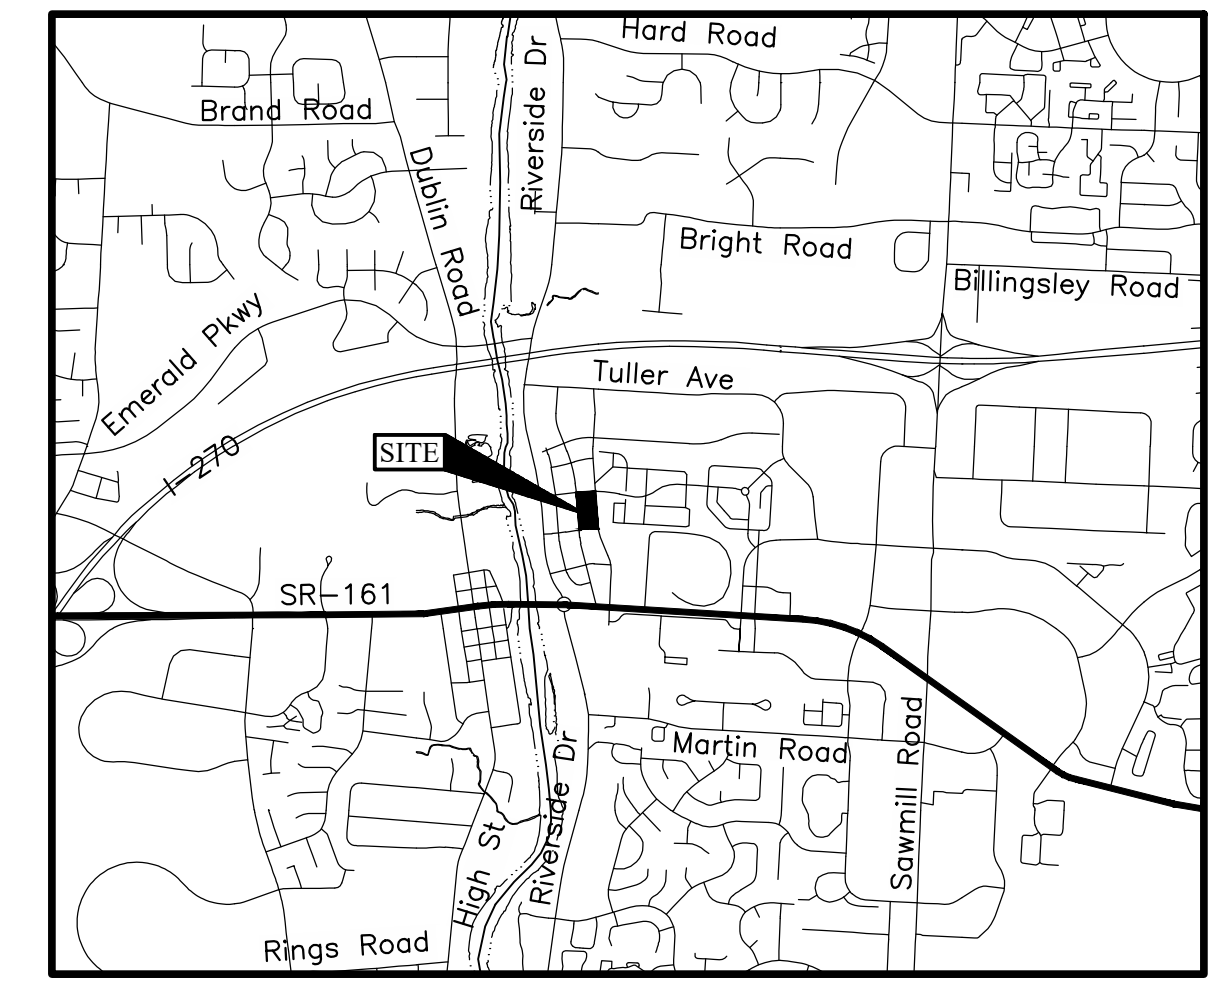 Hard Road
Riverside Dr
Brand Road
Dublin Road
Bright Road
Billingsley Road
Emerald Pkwy
Tuller Ave
I-270
SITE
SR-161
Martin Road
Sawmill Road
Riverside Dr
High St
Rings Road